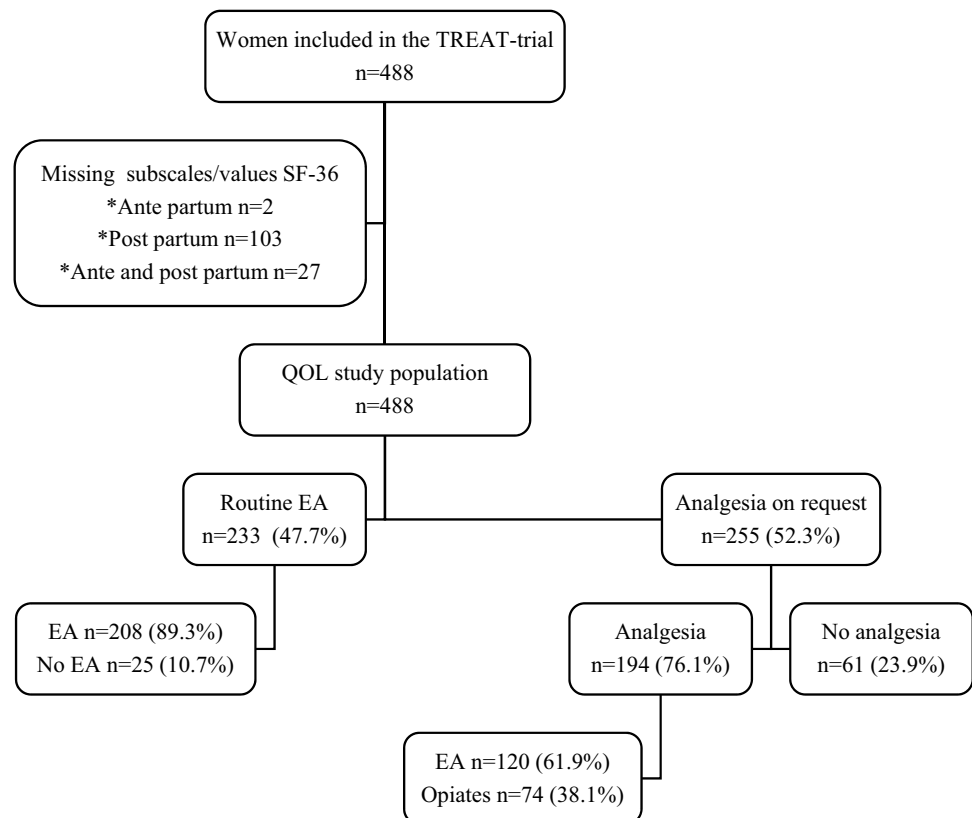 Women included in the TREAT-trial
n=488
Missing subscales/values SF-36
*Ante partum n=2
*Post partum n=103
*Ante and post partum n=27
QOL study population
n=488
Routine EA
n=233 (47.7%)
Analgesia on request
n=255 (52.3%)
EA n=208 (89.3%)
No EA n=25 (10.7%)
Analgesia
n=194 (76.1%)
No analgesia
n=61 (23.9%)
EA n=120 (61.9%)
Opiates n=74 (38.1%)